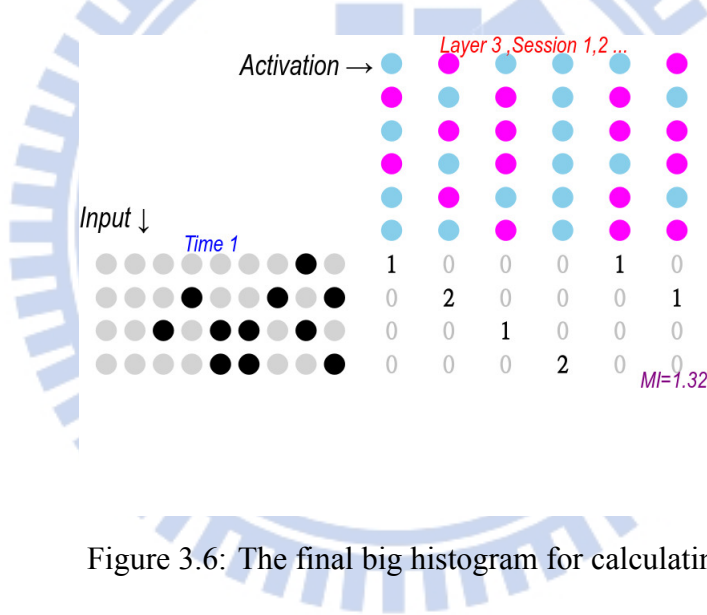 Layer 3 ,Session 1,2 ...
Activation →
Input ↓
Time 1
1 0 0 0 1 0
0 2 0 0 0 1
0 0 1 0 0 0
0 0 0 2 0 0
MI=1.32
Figure 3.6: The final big histogram for